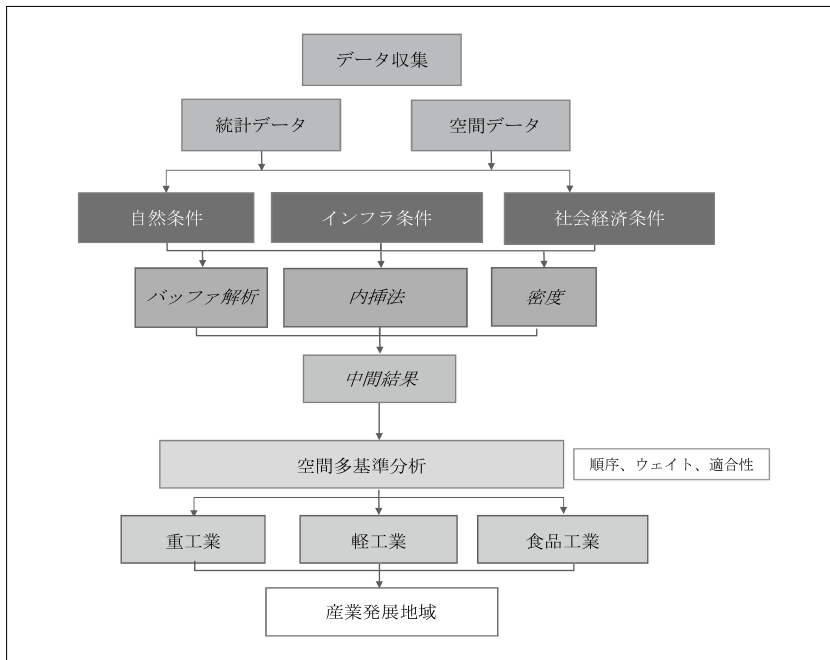 データ収集
統計データ
空間データ
自然条件
インフラ条件
社会経済条件
バッファ解析
内挿法
密度
中間結果
空間多基準分析
順序、ウェイト、適合性
重工業
軽工業
食品工業
産業発展地域